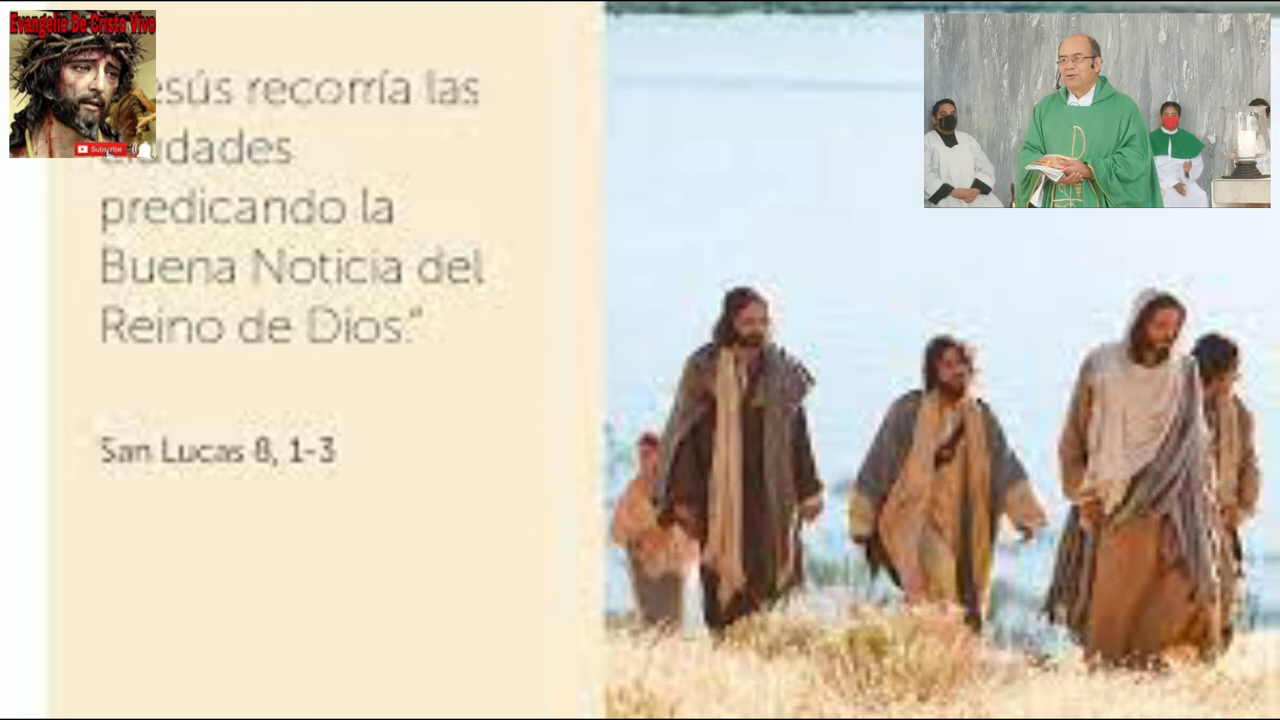 Evangelio De Cristo Vivo
esús recorría las
udades
predicando la
Buena Noticia del
Reino de Dios."
San Lucas 8, 1-3
Subscribe